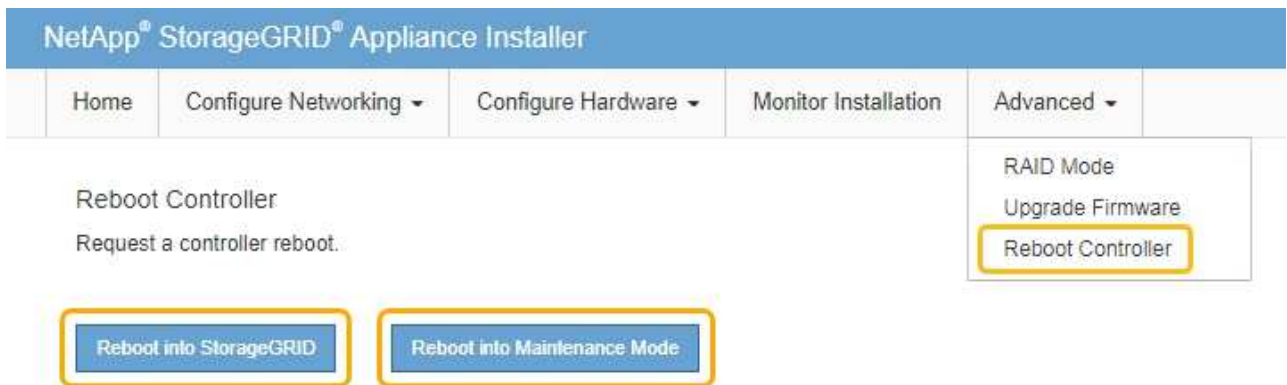 NetApp® StorageGRID® Appliance Installer
Home Configure Networking Configure Hardware Monitor Installation Advanced
RAID Mode
Upgrade Firmware
Reboot Controller
Reboot Controller
Request a controller reboot.
Reboot into StorageGRID Reboot into Maintenance Mode